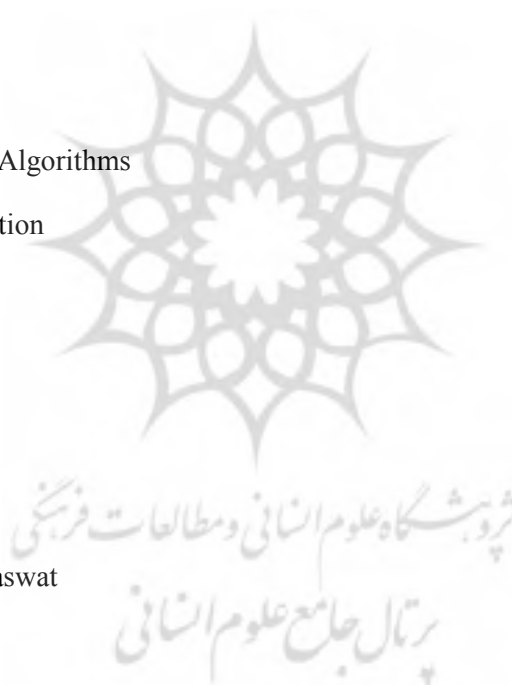 Algorithms
tion
پژوهشگاه علوم انسانی و مطالعات فرهنگی
aswat
پرتال جامع علوم انسانی